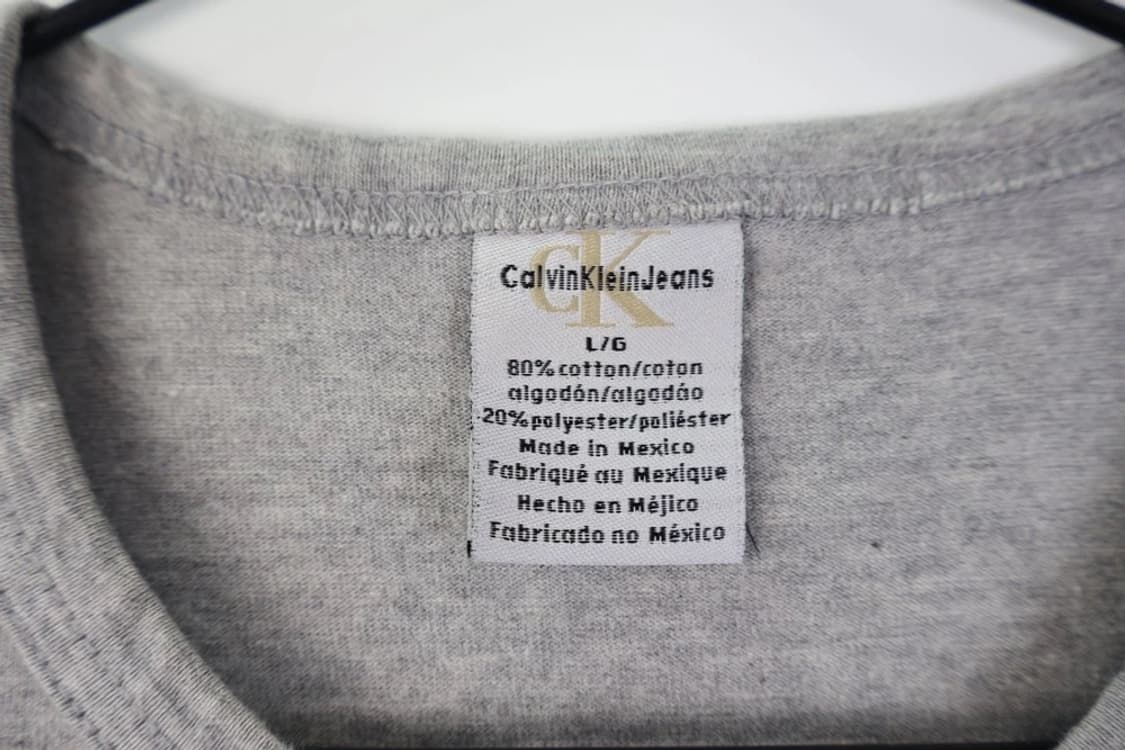 CK
CalvinKleinJeans
L/G
80% cotton/coton
algodón/algodão
20% polyester/poliéster
Made in Mexico
Fabriqué au Mexique
Hecho en Méjico
Fabricado no México